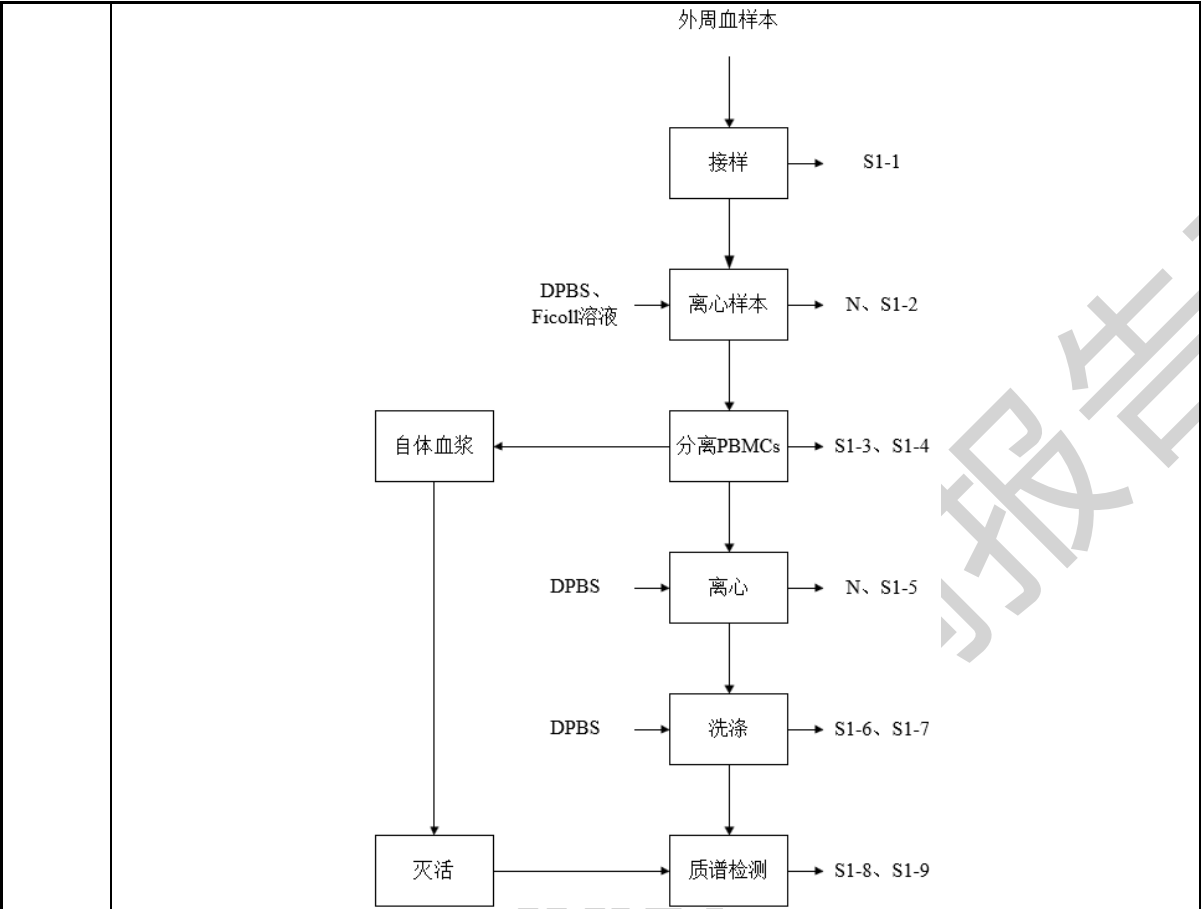 外周血样本
接样
S1-1
DPBS、
Ficoll溶液
离心样本
N、S1-2
自体血浆
分离PBMCs
S1-3、S1-4
DPBS
离心
N、S1-5
DPBS
洗涤
S1-6、S1-7
灭活
质谱检测
S1-8、S1-9
报告